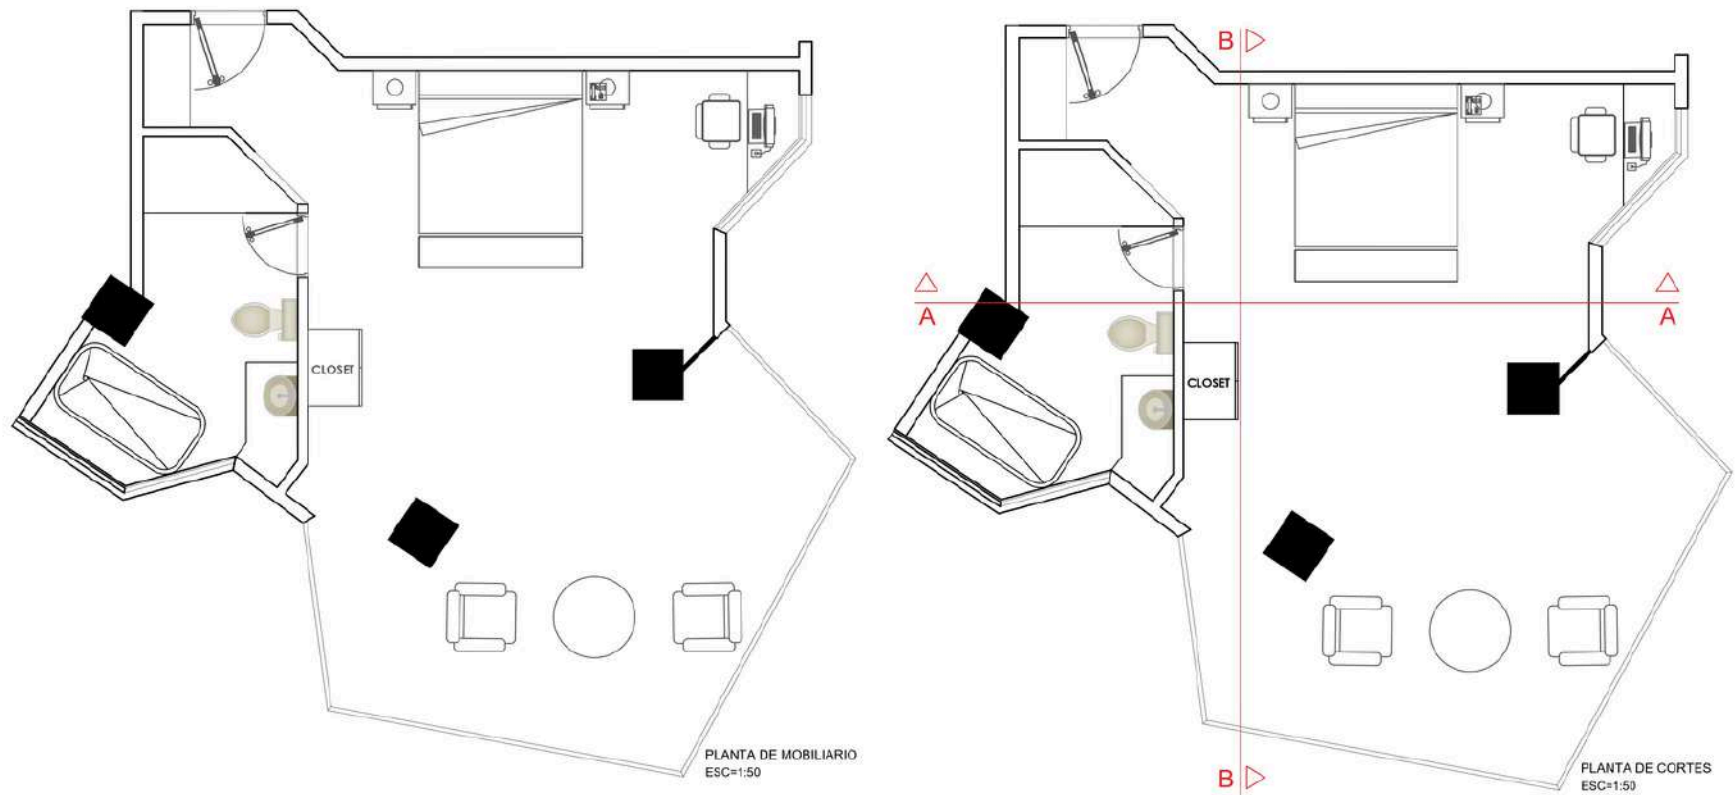 CLOSET
PLANTA DE MOBILIARIO
ESC=1:50
B
A
A
CLOSET
B
PLANTA DE CORTES
ESC=1:50